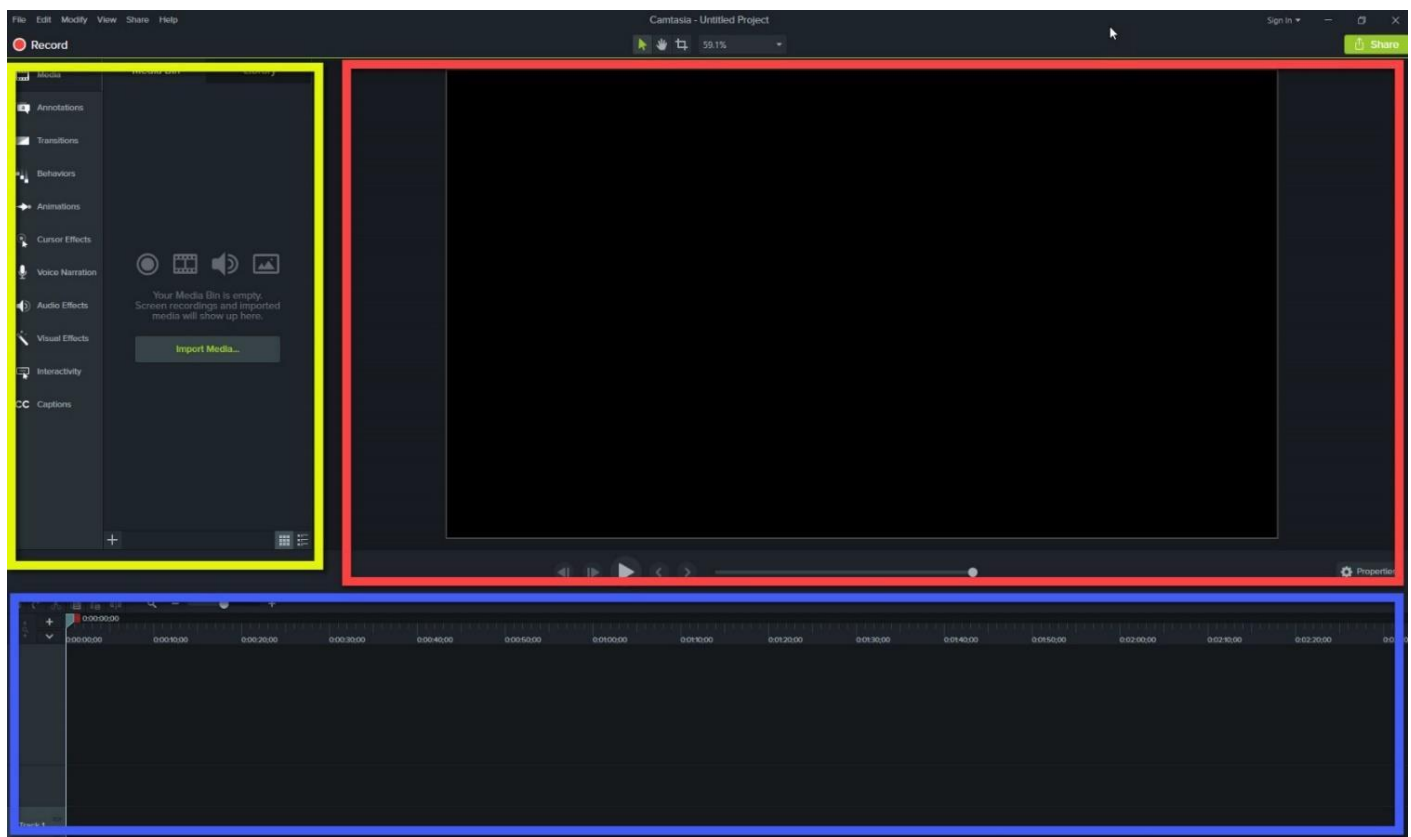 File Edit Modify View Share Help
Camtasia - Untitled Project
Sign In
Record
59.1%
Share
Media
Media Bin
Library
Annotations
Transitions
Behaviors
Animations
Cursor Effects
Voice Narration
Audio Effects
Visual Effects
Interactivity
CC Captions
Your Media Bin is empty.
Screen recordings and imported
media will show up here.
Import Media...
Properties
0:00:00;00
0:00:00;00 0:00:10;00 0:00:20;00 0:00:30;00 0:00:40;00 0:00:50;00 0:01:00;00 0:01:10;00 0:01:20;00 0:01:30;00 0:01:40;00 0:01:50;00 0:02:00;00 0:02:10;00 0:02:20;00
Track 1